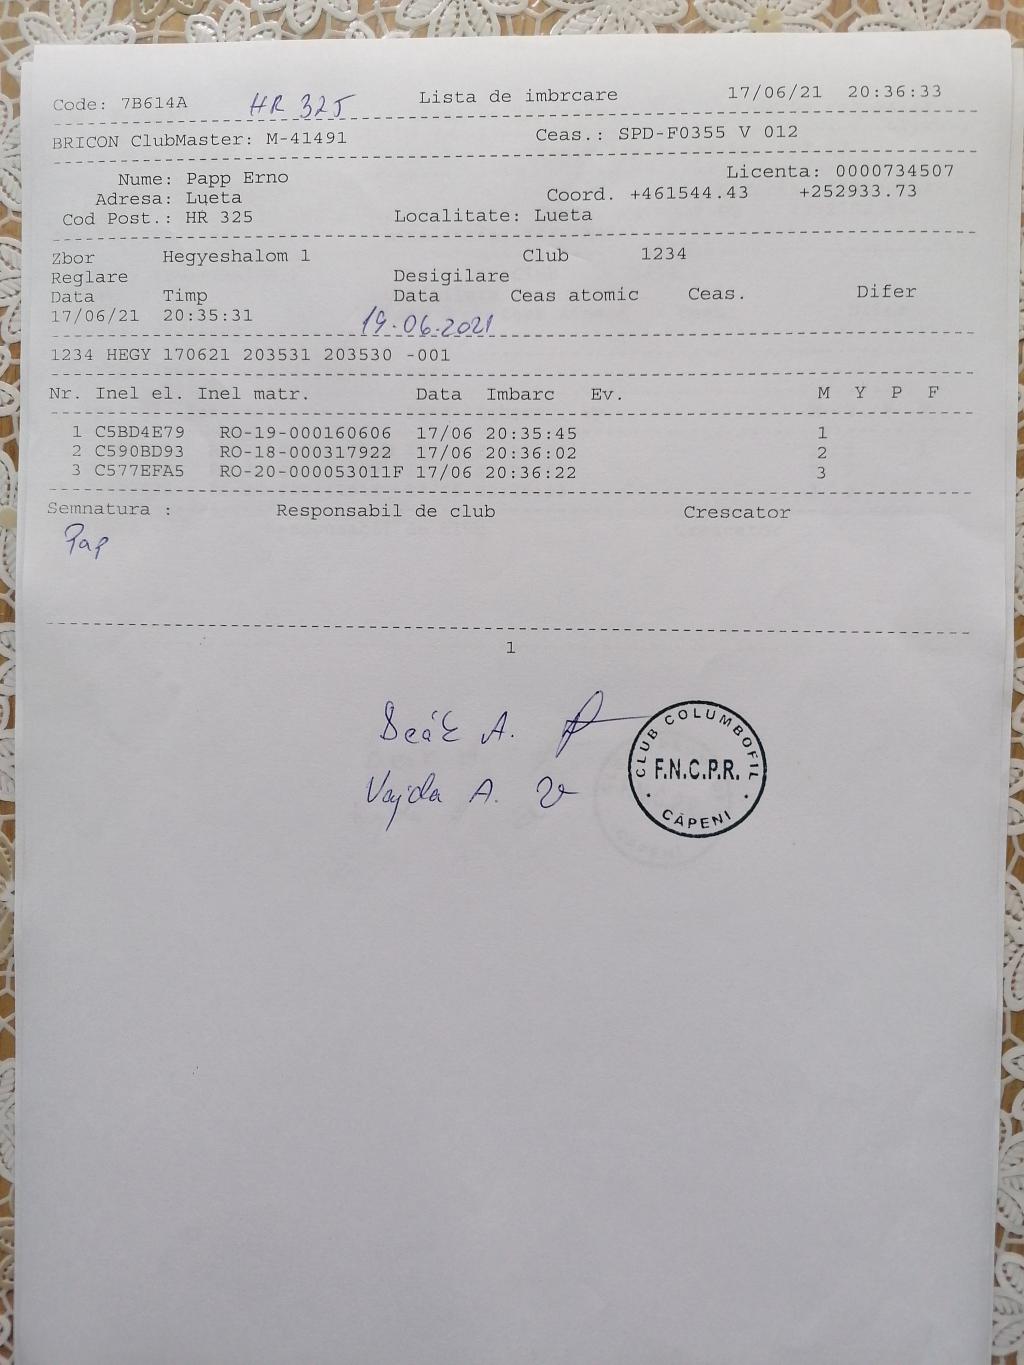 Code: 7B614A HR 325 Lista de imbrcare 17/06/21 20:36:33
BRICON ClubMaster: M-41491 Ceas.: SPD-F0355 V 012
Nume: Papp Erno Licenta: 0000734507
Adresa: Lueta Coord. +461544.43 +252933.73
Cod Post.: HR 325 Localitate: Lueta
Zbor Hegyeshalom 1 Club 1234
Reglare Desigilare
Data Timp Data Ceas atomic Ceas. Difer
17/06/21 20:35:31 19.06.2021
1234 HEGY 170621 203531 203530 -001
Nr. Inel el. Inel matr. Data Imbarc Ev. M Y P F
1 C5BD4E79 RO-19-000160606 17/06 20:35:45 1
2 C590BD93 RO-18-000317922 17/06 20:36:02 2
3 C577EFA5 RO-20-000053011F 17/06 20:36:22 3
Semnatura : Responsabil de club Crescator
Pap
1
Deák A.
Vajda A.
CLUB COLUMBOFIL
F.N.C.P.R.
CĂPENI